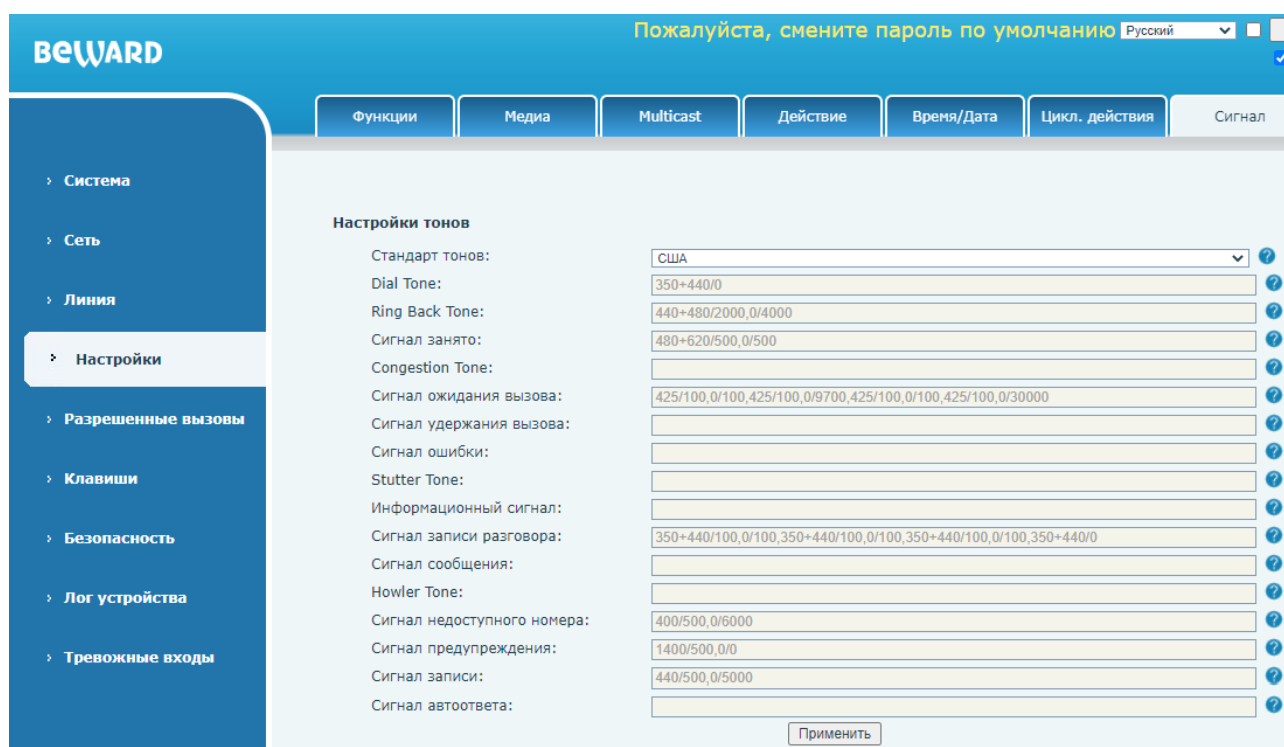 Пожалуйста, смените пароль по умолчанию Русский
BEWARD
Функции Медиа Multicast Действие Время/Дата Цикл. действия Сигнал
Система
Сеть
Линия
Настройки
Разрешенные вызовы
Клавиши
Безопасность
Лог устройства
Тревожные входы
Настройки тонов
Стандарт тонов: США
Dial Tone: 350+440/0
Ring Back Tone: 440+480/2000,0/4000
Сигнал занято: 480+620/500,0/500
Congestion Tone:
Сигнал ожидания вызова: 425/100,0/100,425/100,0/9700,425/100,0/100,425/100,0/30000
Сигнал удержания вызова:
Сигнал ошибки:
Stutter Tone:
Информационный сигнал:
Сигнал записи разговора: 350+440/100,0/100,350+440/100,0/100,350+440/100,0/100,350+440/0
Сигнал сообщения:
Howler Tone:
Сигнал недоступного номера: 400/500,0/6000
Сигнал предупреждения: 1400/500,0/0
Сигнал записи: 440/500,0/5000
Сигнал автоответа:
Применить